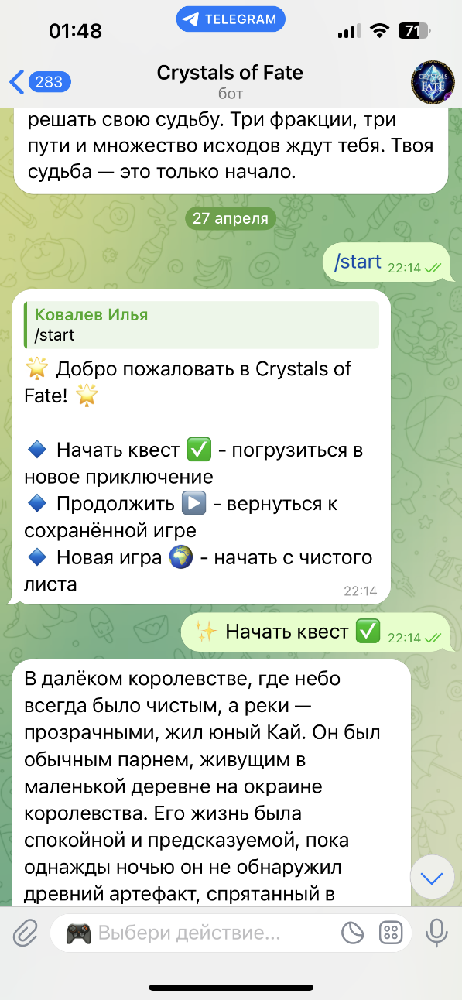 01:48
TELEGRAM
71
283
Crystals of Fate
бот
CRYSTALS
OF
FATE
решать свою судьбу. Три фракции, три
пути и множество исходов ждут тебя. Твоя
судьба — это только начало.
27 апреля
/start 22:14
Ковалев Илья
/start
🌟 Добро пожаловать в Crystals of
Fate! 🌟
🔹 Начать квест ✅ - погрузиться в
новое приключение
🔹 Продолжить ▶️ - вернуться к
сохранённой игре
🔹 Новая игра 🌍 - начать с чистого
листа
22:14
✨ Начать квест ✅ 22:14
В далёком королевстве, где небо
всегда было чистым, а реки —
прозрачными, жил юный Кай. Он был
обычным парнем, живущим в
маленькой деревне на окраине
королевства. Его жизнь была
спокойной и предсказуемой, пока
однажды ночью он не обнаружил
древний артефакт, спрятанный в
🎮 Выбери действие...